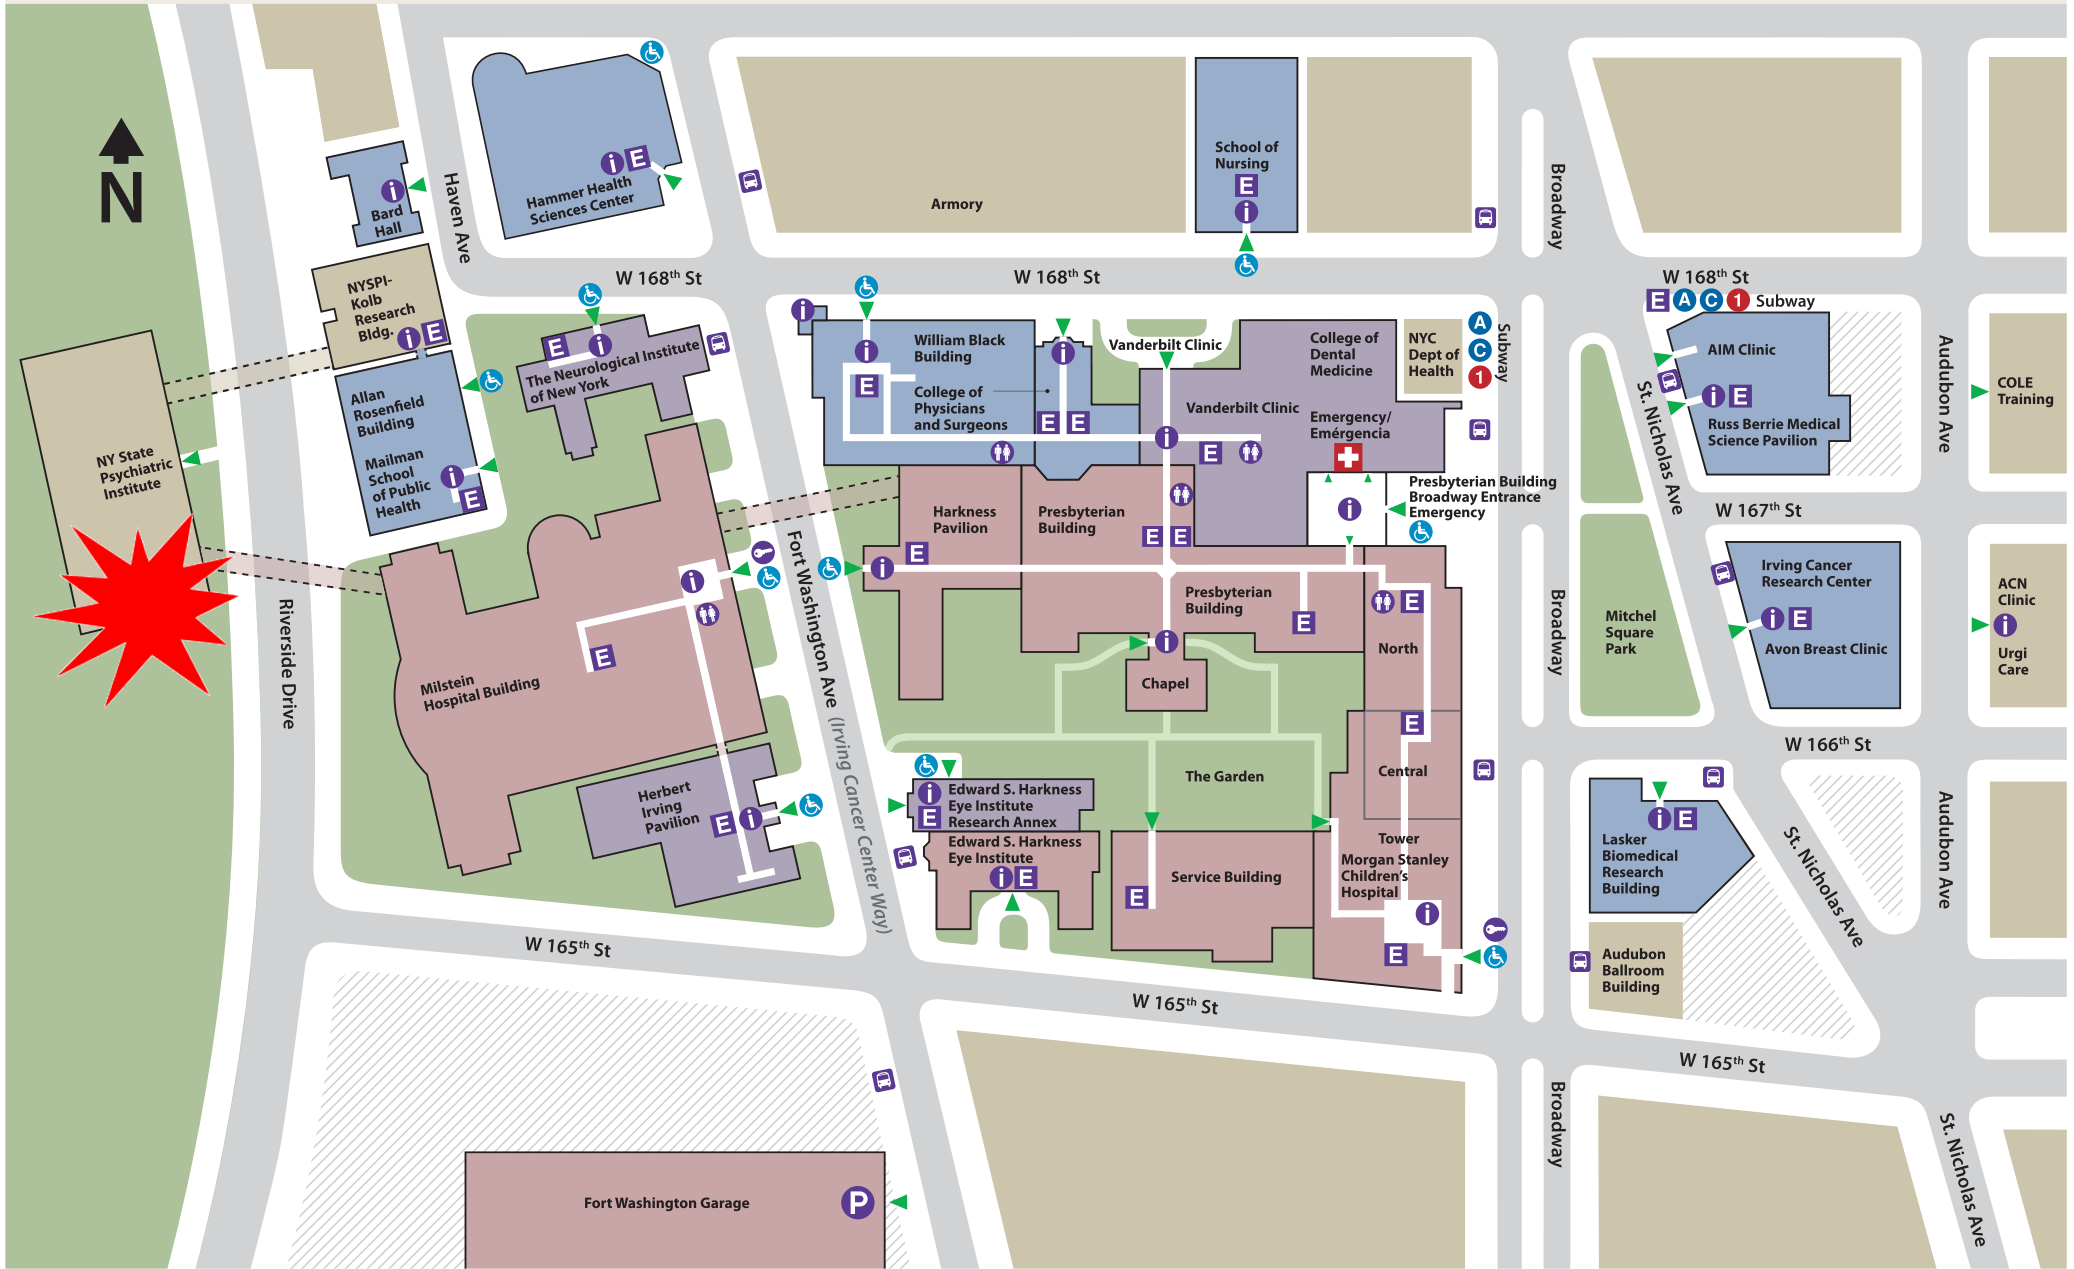 N
Haven Ave
Bard
Hall
Hammer Health
Sciences Center
i E
Armory
School of
Nursing
E
i
Broadway
NYSPI-
Kolb
Research
Bldg.
i E
W 168th St
W 168th St
W 168th St
E A C 1 Subway
NY State
Psychiatric
Institute
Allan
Rosenfield
Building
Mailman
School
of Public
Health
i
E
E i
The Neurological Institute
of New York
i
i
E
William Black
Building
College of
Physicians
and Surgeons
i
E E
Vanderbilt Clinic
Vanderbilt Clinic
i
E
College of
Dental
Medicine
NYC
Dept of
Health
A
C
1
Subway
Emergency/
Emérgencia
i
Presbyterian Building
Broadway Entrance
Emergency
AIM Clinic
i E
Russ Berrie Medical
Science Pavilion
St. Nicholas Ave
Audubon Ave
COLE
Training
W 167th St
Harkness
Pavilion
E
i
Presbyterian
Building
E E
Presbyterian
Building
E
E
North
i
Chapel
Fort Washington Ave (Irving Cancer Center Way)
Riverside Drive
i
E
Milstein
Hospital Building
Herbert
Irving
Pavilion
E i
Broadway
Mitchel
Square
Park
Irving Cancer
Research Center
i E
Avon Breast Clinic
ACN
Clinic
i
Urgi
Care
W 166th St
E
Central
The Garden
i
E
Edward S. Harkness
Eye Institute
Research Annex
Edward S. Harkness
Eye Institute
i E
Service Building
E
Tower
Morgan Stanley
Children's
Hospital
i
E
i E
Lasker
Biomedical
Research
Building
St. Nicholas Ave
Audubon Ave
Audubon
Ballroom
Building
W 165th St
W 165th St
W 165th St
Broadway
St. Nicholas Ave
Fort Washington Garage
P